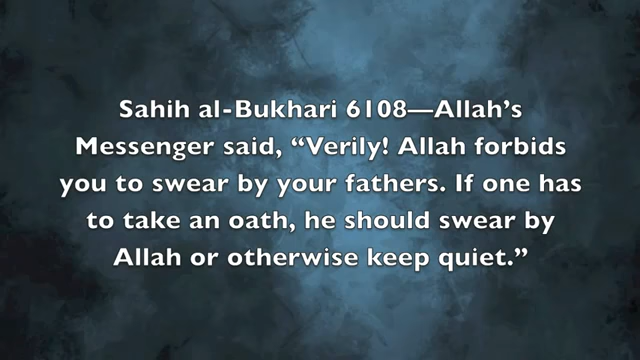 Sahih al-Bukhari 6108—Allah’s
Messenger said, “Verily! Allah forbids
you to swear by your fathers. If one has
to take an oath, he should swear by
Allah or otherwise keep quiet.”